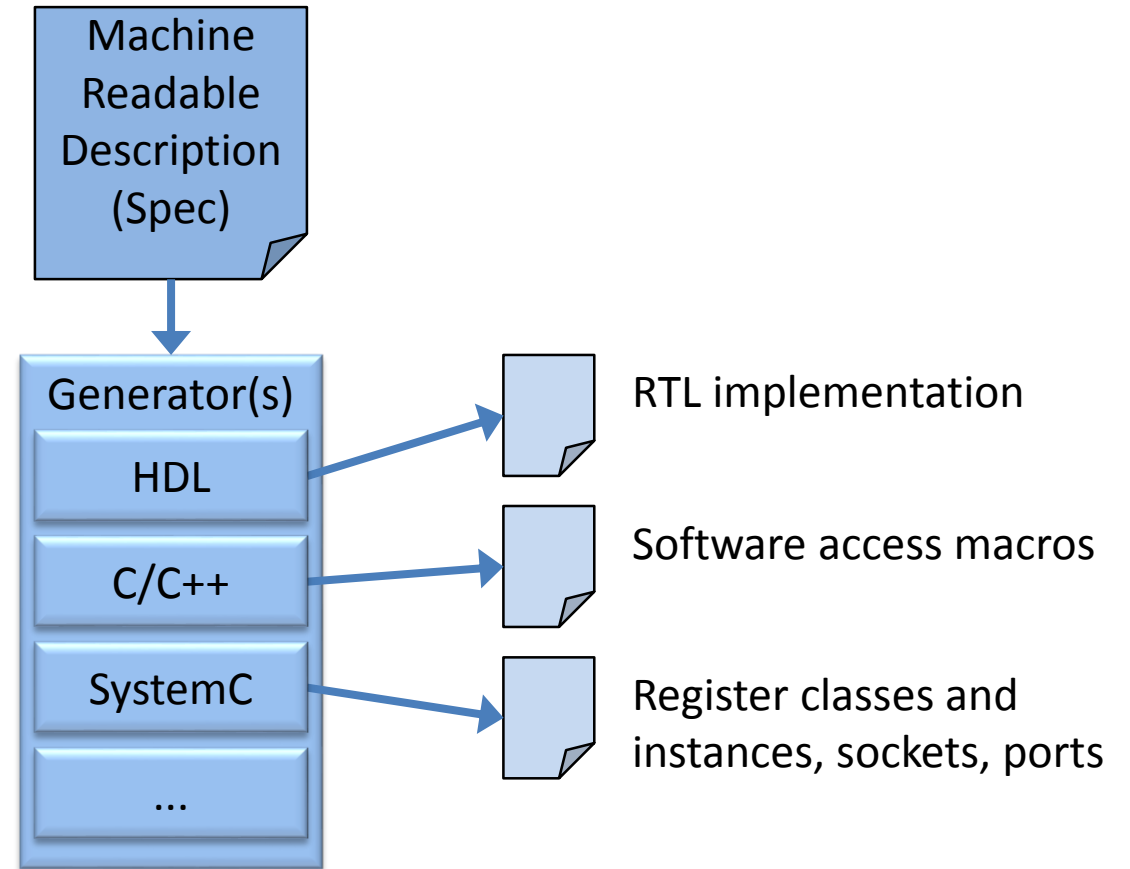 Machine
Readable
Description
(Spec)
Generator(s)
HDL
C/C++
SystemC
...
RTL implementation
Software access macros
Register classes and
instances, sockets, ports